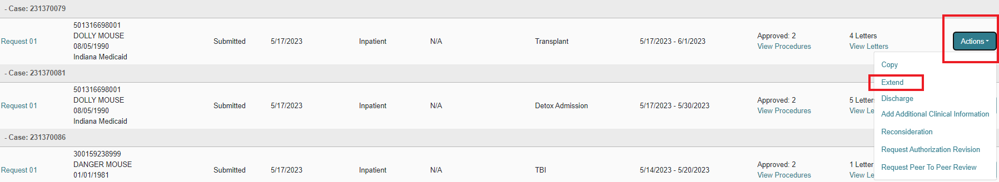 - Case: 231370079
501316698001
Request 01 DOLLY MOUSE Submitted 5/17/2023 Inpatient N/A Transplant 5/17/2023 - 6/1/2023 Approved: 2 4 Letters Actions
08/05/1990 View Procedures View Letters
Indiana Medicaid
Copy
- Case: 231370081
Extend
501316698001
Request 01 DOLLY MOUSE Submitted 5/17/2023 Inpatient N/A Detox Admission 5/17/2023 - 5/30/2023 Approved: 2 5 Letter Discharge
08/05/1990 View Procedures View Le Add Additional Clinical Information
Indiana Medicaid
Reconsideration
- Case: 231370086
Request Authorization Revision
300159238999
Request 01 DANGER MOUSE Submitted 5/17/2023 Inpatient N/A TBI 5/14/2023 - 5/20/2023 Approved: 2 1 Letter Request Peer To Peer Review
01/01/1981 View Procedures View Le